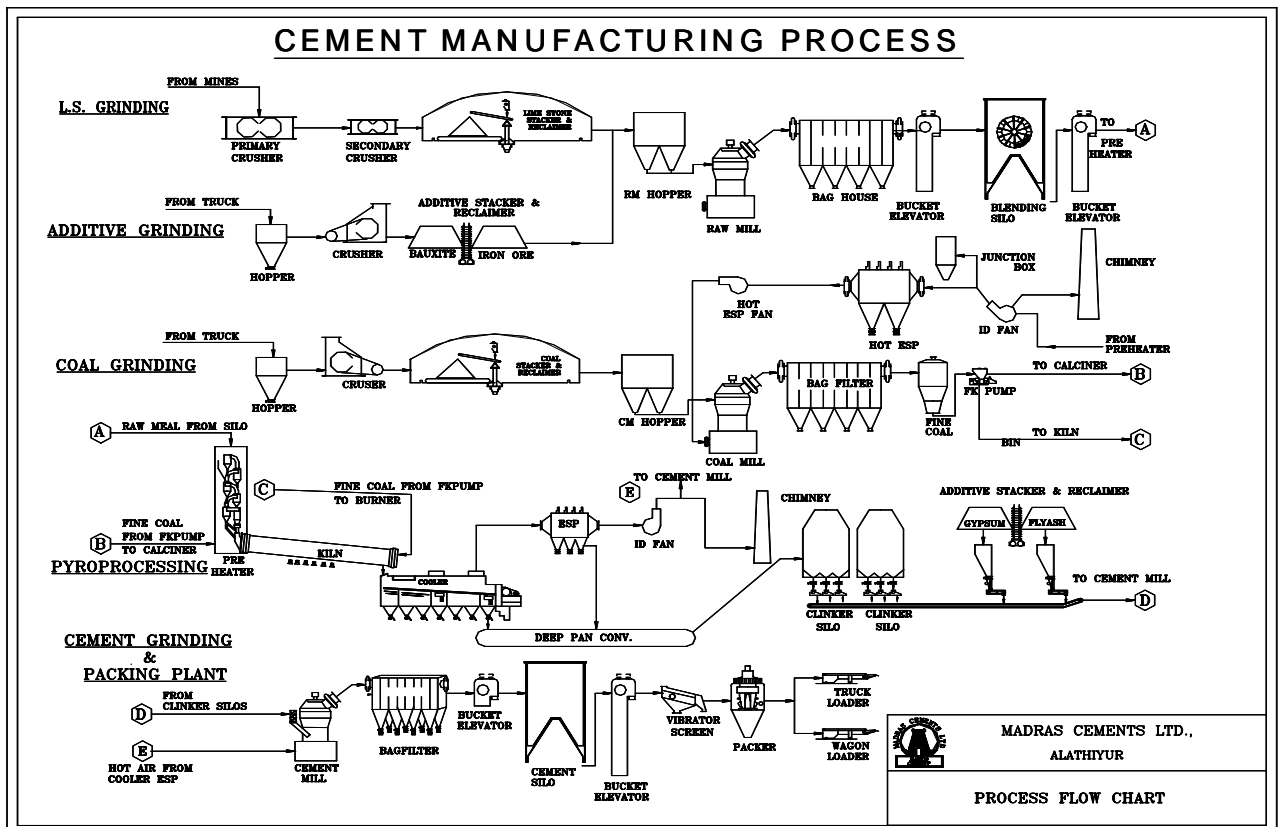 CEMENT MANUFACTURING PROCESS
FROM MINES
L.S. GRINDING
PRIMARY
CRUSHER
SECONDARY
CRUSHER
LIME STONE
STACKER &
RECLAIMER
RM HOPPER
RAW MILL
BAG HOUSE
BUCKET
ELEVATOR
BLENDING
SILO
BUCKET
ELEVATOR
TO
PRE
HEATER
A
FROM TRUCK
ADDITIVE GRINDING
HOPPER
CRUSHER
ADDITIVE STACKER &
RECLAIMER
BAUXITE
IRON ORE
HOT
ESP FAN
HOT ESP
JUNCTION
BOX
ID FAN
CHIMNEY
FROM
PREHEATER
FROM TRUCK
COAL GRINDING
HOPPER
CRUSER
COAL
STACKER &
RECLAIMER
CM HOPPER
COAL MILL
BAG FILTER
FINE
COAL
BIN
FK PUMP
TO CALCINER
B
TO KILN
C
A
RAW MEAL FROM SILO
C
FINE COAL FROM FKPUMP
TO BURNER
B
FINE COAL
FROM FKPUMP
TO CALCINER
PYROPROCESSING
PRE
HEATER
KILN
COOLER
ESP
ID FAN
E
TO CEMENT MILL
CHIMNEY
DEEP PAN CONV.
CLINKER
SILO
CLINKER
SILO
ADDITIVE STACKER & RECLAIMER
GYPSUM
FLYASH
TO CEMENT MILL
D
CEMENT GRINDING
&
PACKING PLANT
D
FROM
CLINKER SILOS
E
HOT AIR FROM
COOLER ESP
CEMENT
MILL
BAGFILTER
BUCKET
ELEVATOR
CEMENT
SILO
BUCKET
ELEVATOR
VIBRATOR
SCREEN
PACKER
TRUCK
LOADER
WAGON
LOADER
MADRAS CEMENTS LTD
MADRAS CEMENTS LTD.,
ALATHIYUR
PROCESS FLOW CHART